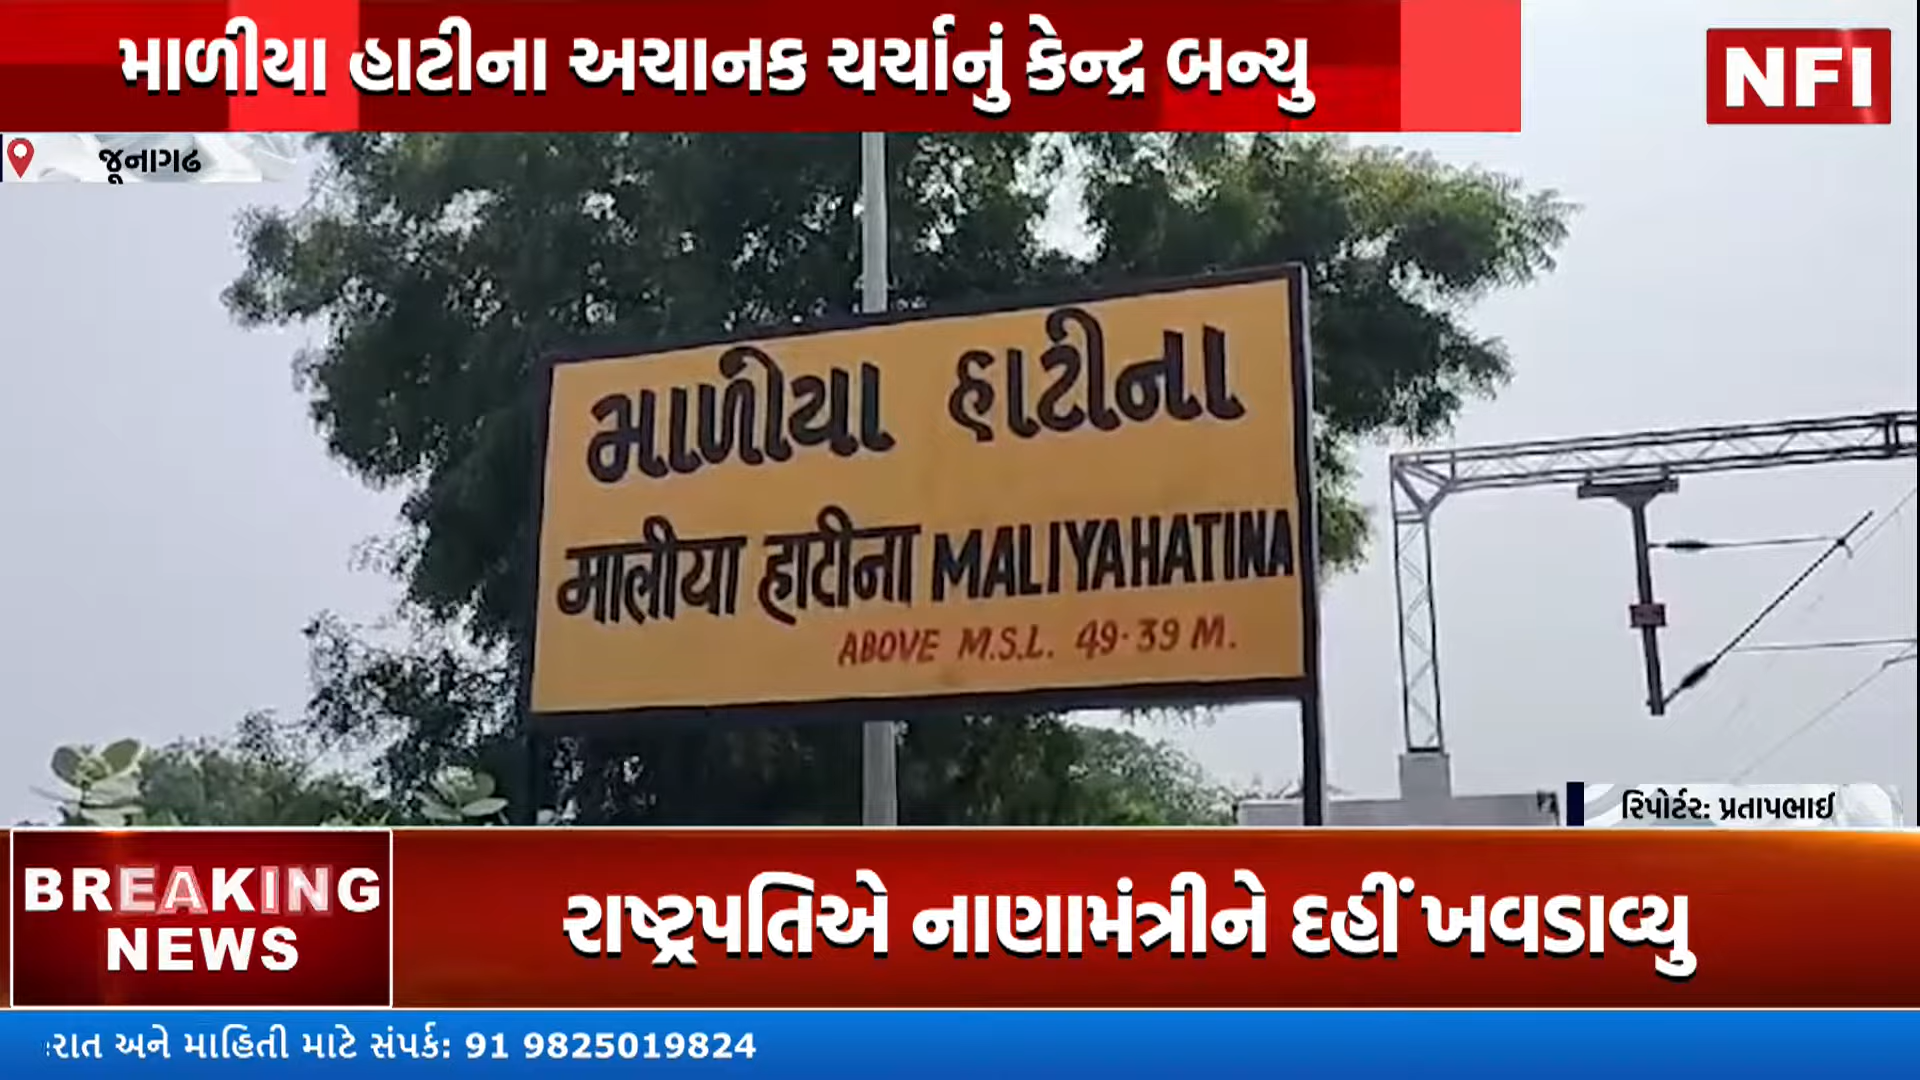 માળીયા હાટીના અચાનક ચર્ચાનું કેન્દ્ર બન્યુ
NFI
જૂનાગઢ
માળીયા હાટીના
मालीया हाटीना MALIYAHATINA
ABOVE M.S.L. 49·39 M.
રિપોર્ટર: પ્રતાપભાઈ
BREAKING
NEWS
રાષ્ટ્રપતિએ નાણામંત્રીને દહીં ખવડાવ્યુ
અને માહિતી માટે સંપર્ક: 91 9825019824